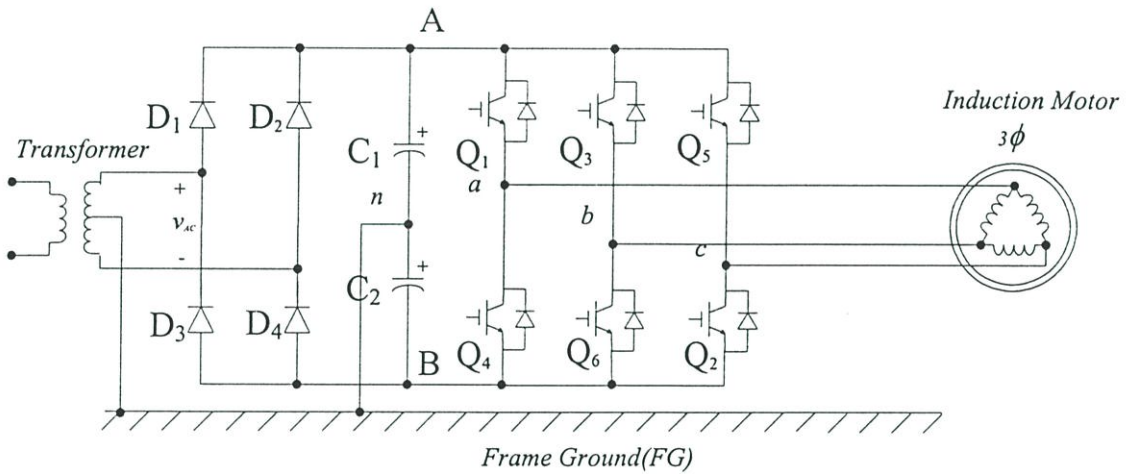 A
D1
D2
Transformer
C1
+
Q1
Q3
Q5
Induction Motor
3ϕ
+
vAC
-
n
a
b
c
C2
+
D3
D4
B
Q4
Q6
Q2
Frame Ground(FG)